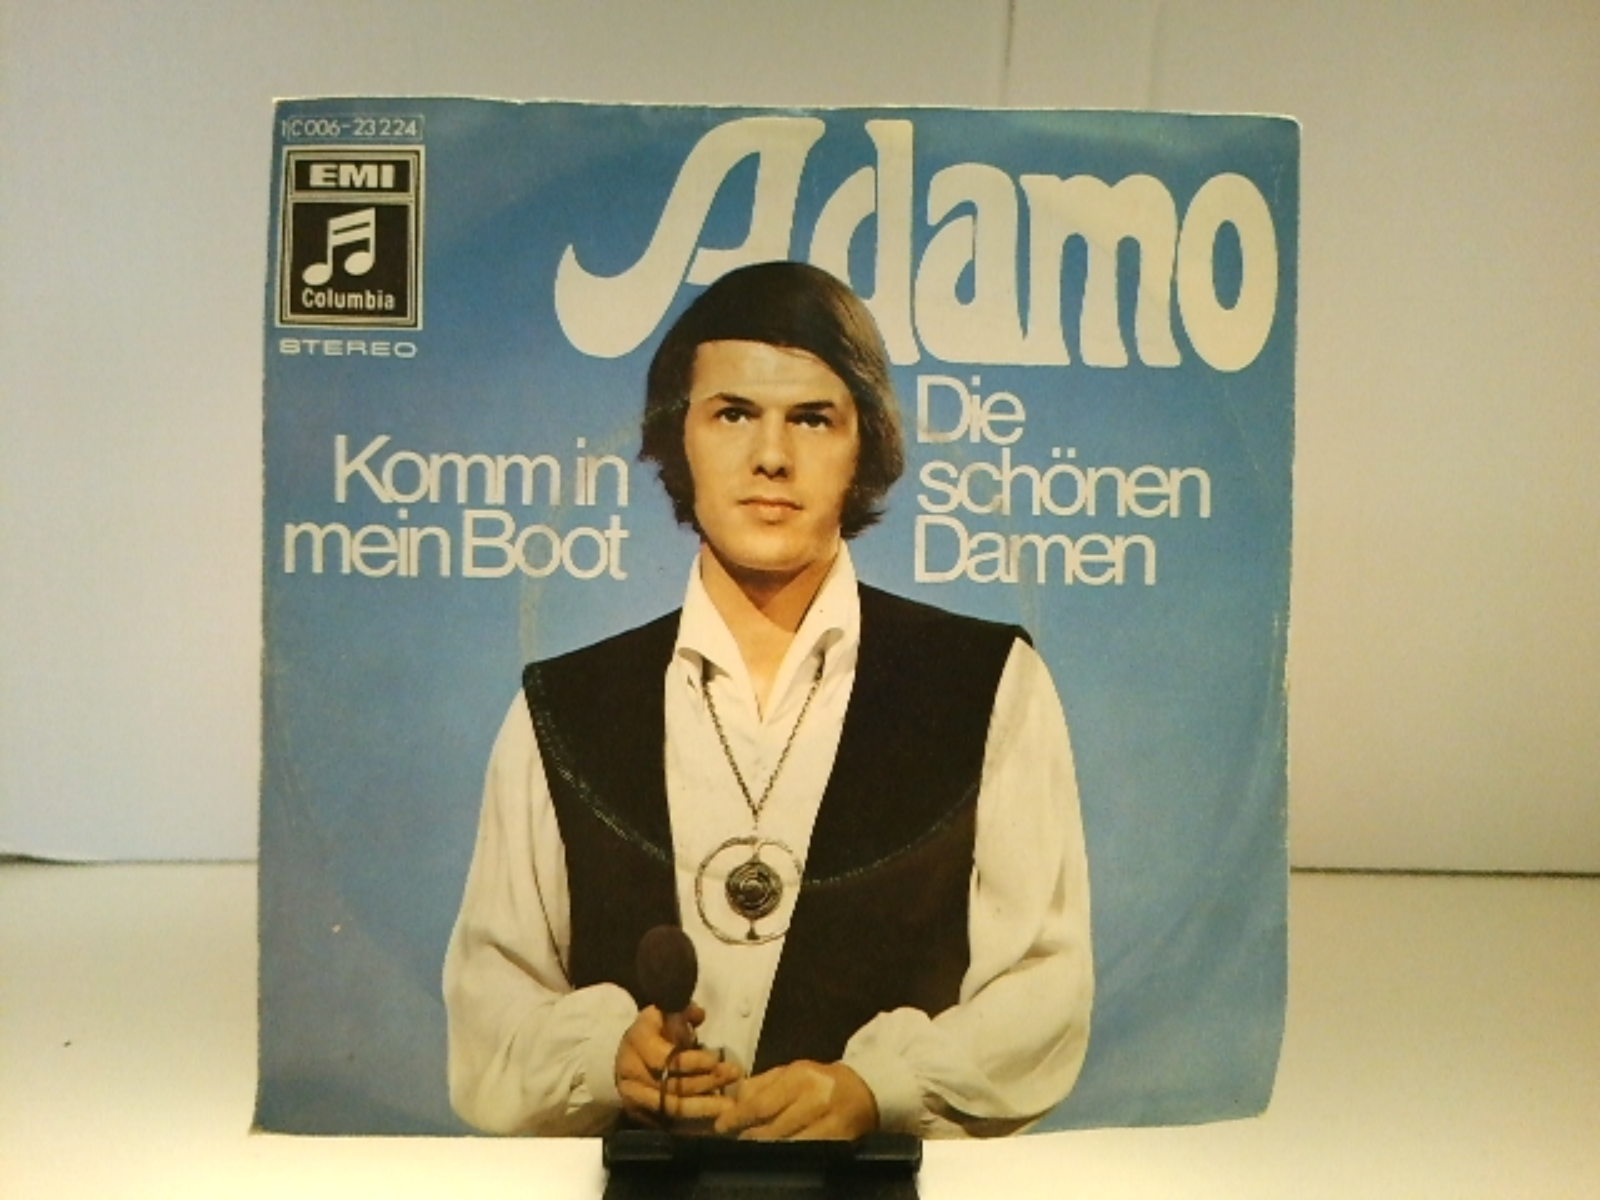 1C006-23224
EMI
Columbia
STEREO
Adamo
Komm in
mein Boot
Die
schönen
Damen